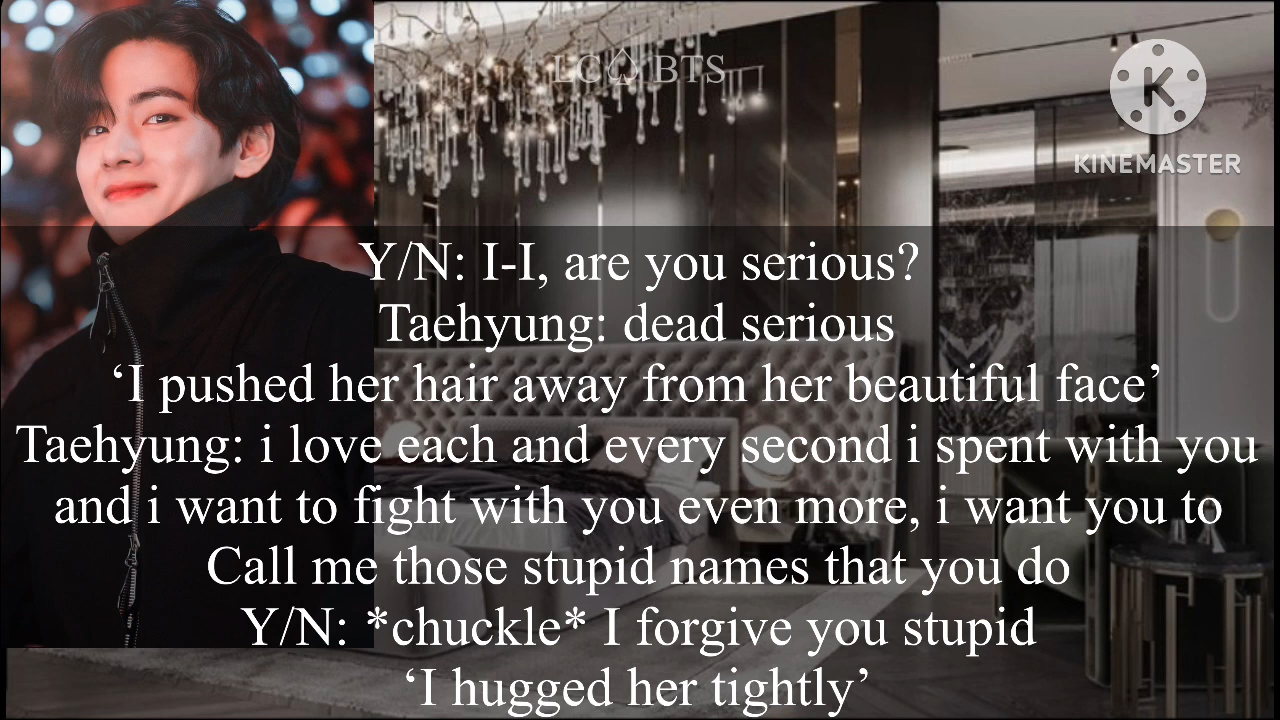 LC♤BTS
K
KINEMASTER
Y/N: I-I, are you serious?
Taehyung: dead serious
‘I pushed her hair away from her beautiful face’
Taehyung: i love each and every second i spent with you
and i want to fight with you even more, i want you to
Call me those stupid names that you do
Y/N: *chuckle* I forgive you stupid
‘I hugged her tightly’